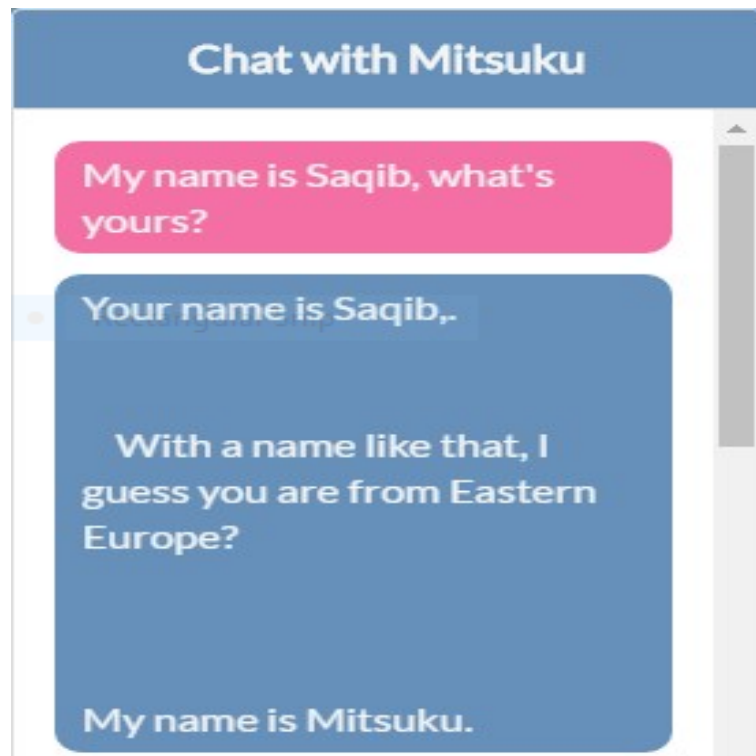 Chat with Mitsuku
My name is Saqib, what's
yours?
Your name is Saqib,.
With a name like that, I
guess you are from Eastern
Europe?
My name is Mitsuku.